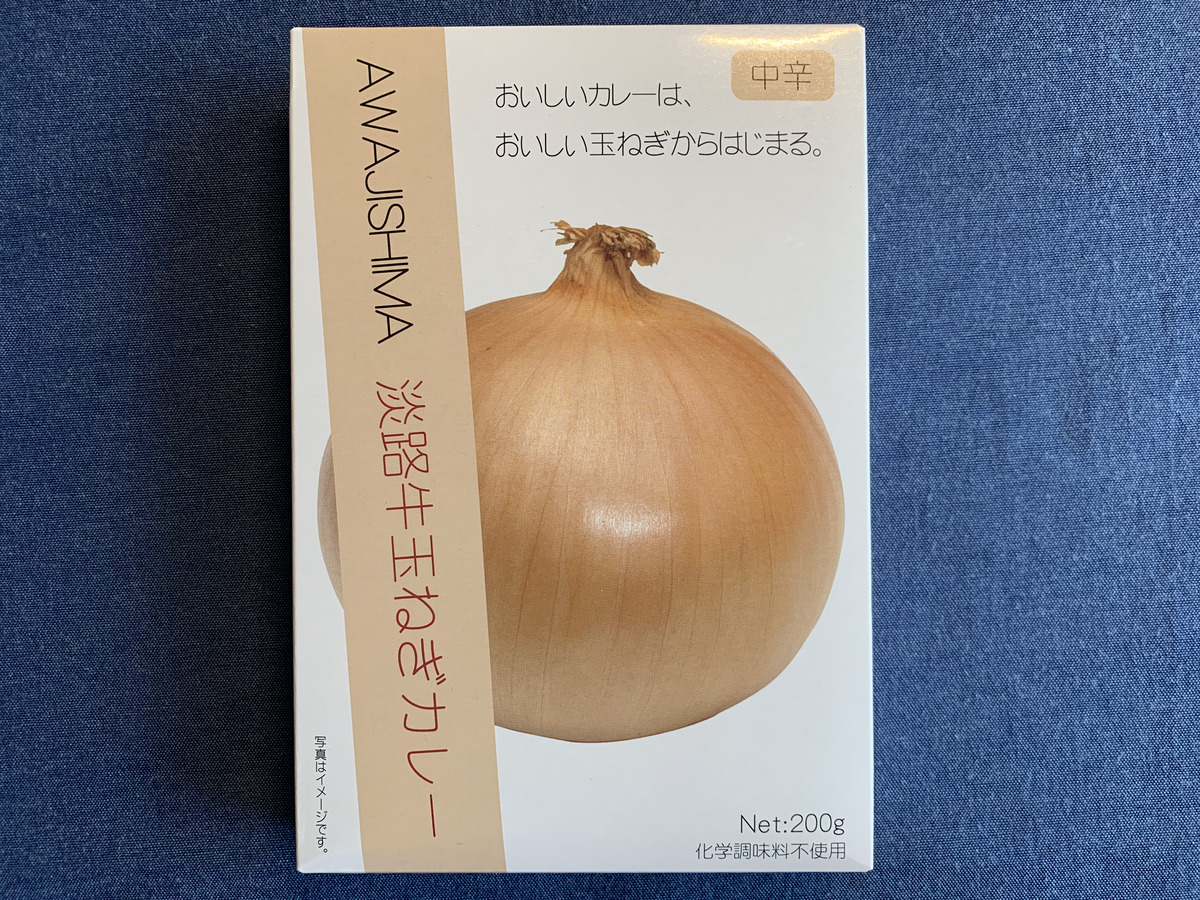 中辛
おいしいカレーは、
おいしい玉ねぎからはじまる。
AWAJISHIMA 淡路牛玉ねぎカレー
写真はイメージです。
Net:200g
化学調味料不使用